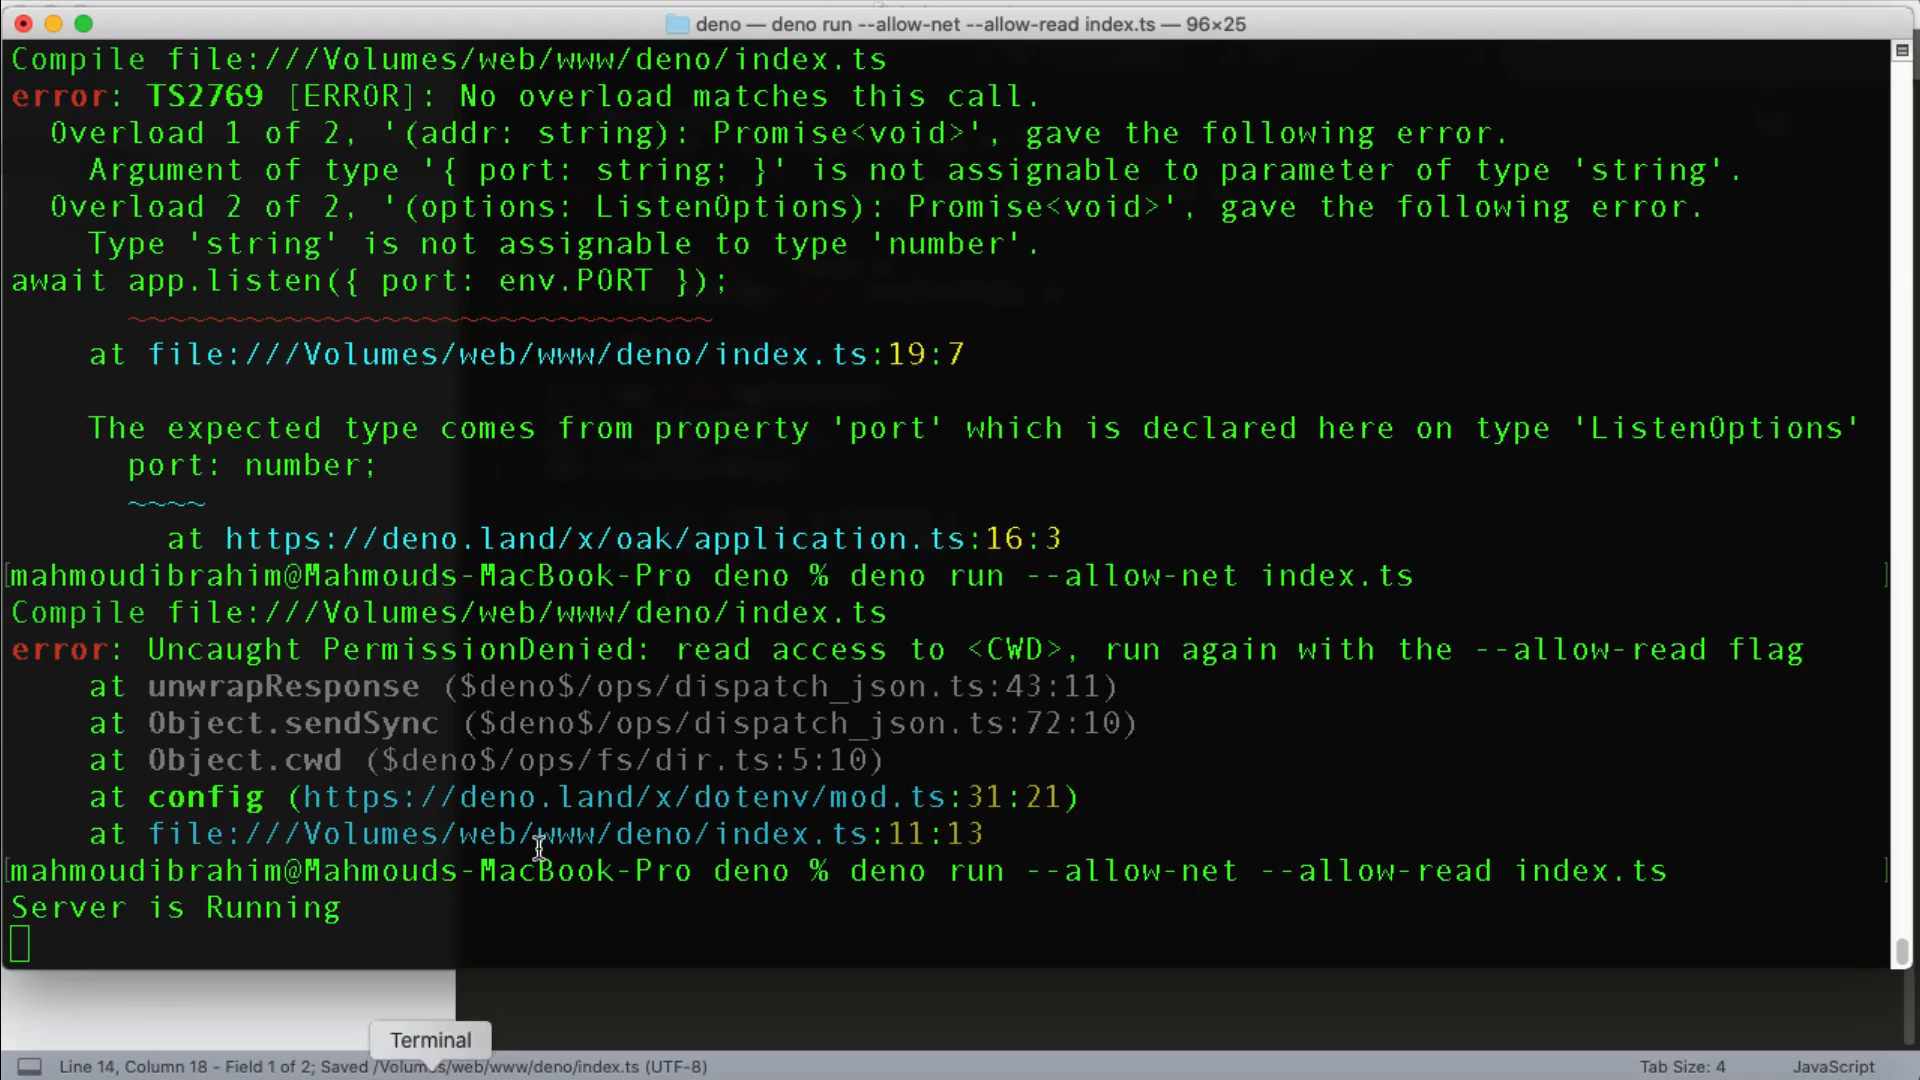 deno — deno run --allow-net --allow-read index.ts — 96×25
Compile file:///Volumes/web/www/deno/index.ts
error: TS2769 [ERROR]: No overload matches this call.
  Overload 1 of 2, '(addr: string): Promise<void>', gave the following error.
    Argument of type '{ port: string; }' is not assignable to parameter of type 'string'.
  Overload 2 of 2, '(options: ListenOptions): Promise<void>', gave the following error.
    Type 'string' is not assignable to type 'number'.
await app.listen({ port: env.PORT });
      ~~~~~~~~~~~~~~~~~~~~~~~~~~~~~~
    at file:///Volumes/web/www/deno/index.ts:19:7
    The expected type comes from property 'port' which is declared here on type 'ListenOptions'
      port: number;
      ~~~~
        at https://deno.land/x/oak/application.ts:16:3
[mahmoudibrahim@Mahmouds-MacBook-Pro deno % deno run --allow-net index.ts ]
Compile file:///Volumes/web/www/deno/index.ts
error: Uncaught PermissionDenied: read access to <CWD>, run again with the --allow-read flag
    at unwrapResponse ($deno$/ops/dispatch_json.ts:43:11)
    at Object.sendSync ($deno$/ops/dispatch_json.ts:72:10)
    at Object.cwd ($deno$/ops/fs/dir.ts:5:10)
    at config (https://deno.land/x/dotenv/mod.ts:31:21)
    at file:///Volumes/web/www/deno/index.ts:11:13
[mahmoudibrahim@Mahmouds-MacBook-Pro deno % deno run --allow-net --allow-read index.ts ]
Server is Running
Terminal
Line 14, Column 18 - Field 1 of 2; Saved /Volumes/web/www/deno/index.ts (UTF-8)
Tab Size: 4
JavaScript